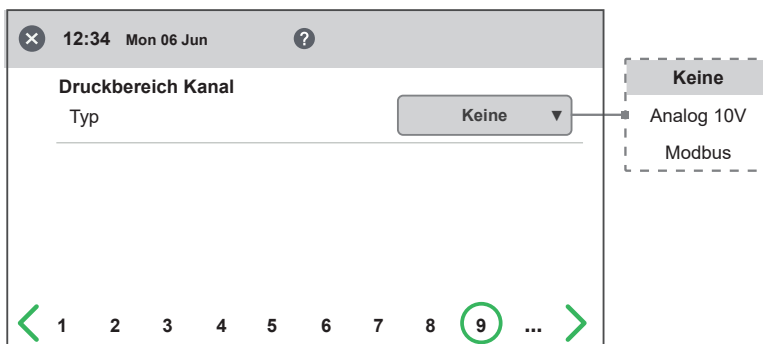 12:34 Mon 06 Jun ?
Druckbereich Kanal
Typ Keine ▼
Keine
Analog 10V
Modbus
1 2 3 4 5 6 7 8 9 ...